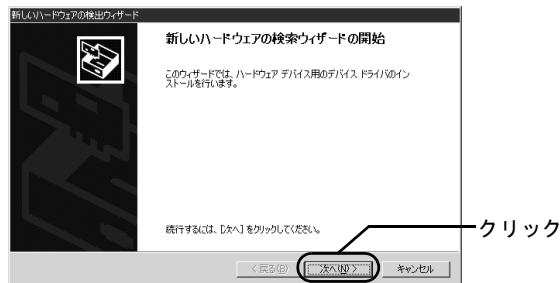 新しいハードウェアの検出ウィザード
新しいハードウェアの検索ウィザードの開始
このウィザードでは、ハードウェア デバイス用のデバイス ドライバのイン
ストールを行います。
続行するには、[次へ] をクリックしてください。
クリック
< 戻る(B)
次へ(N) >
キャンセル